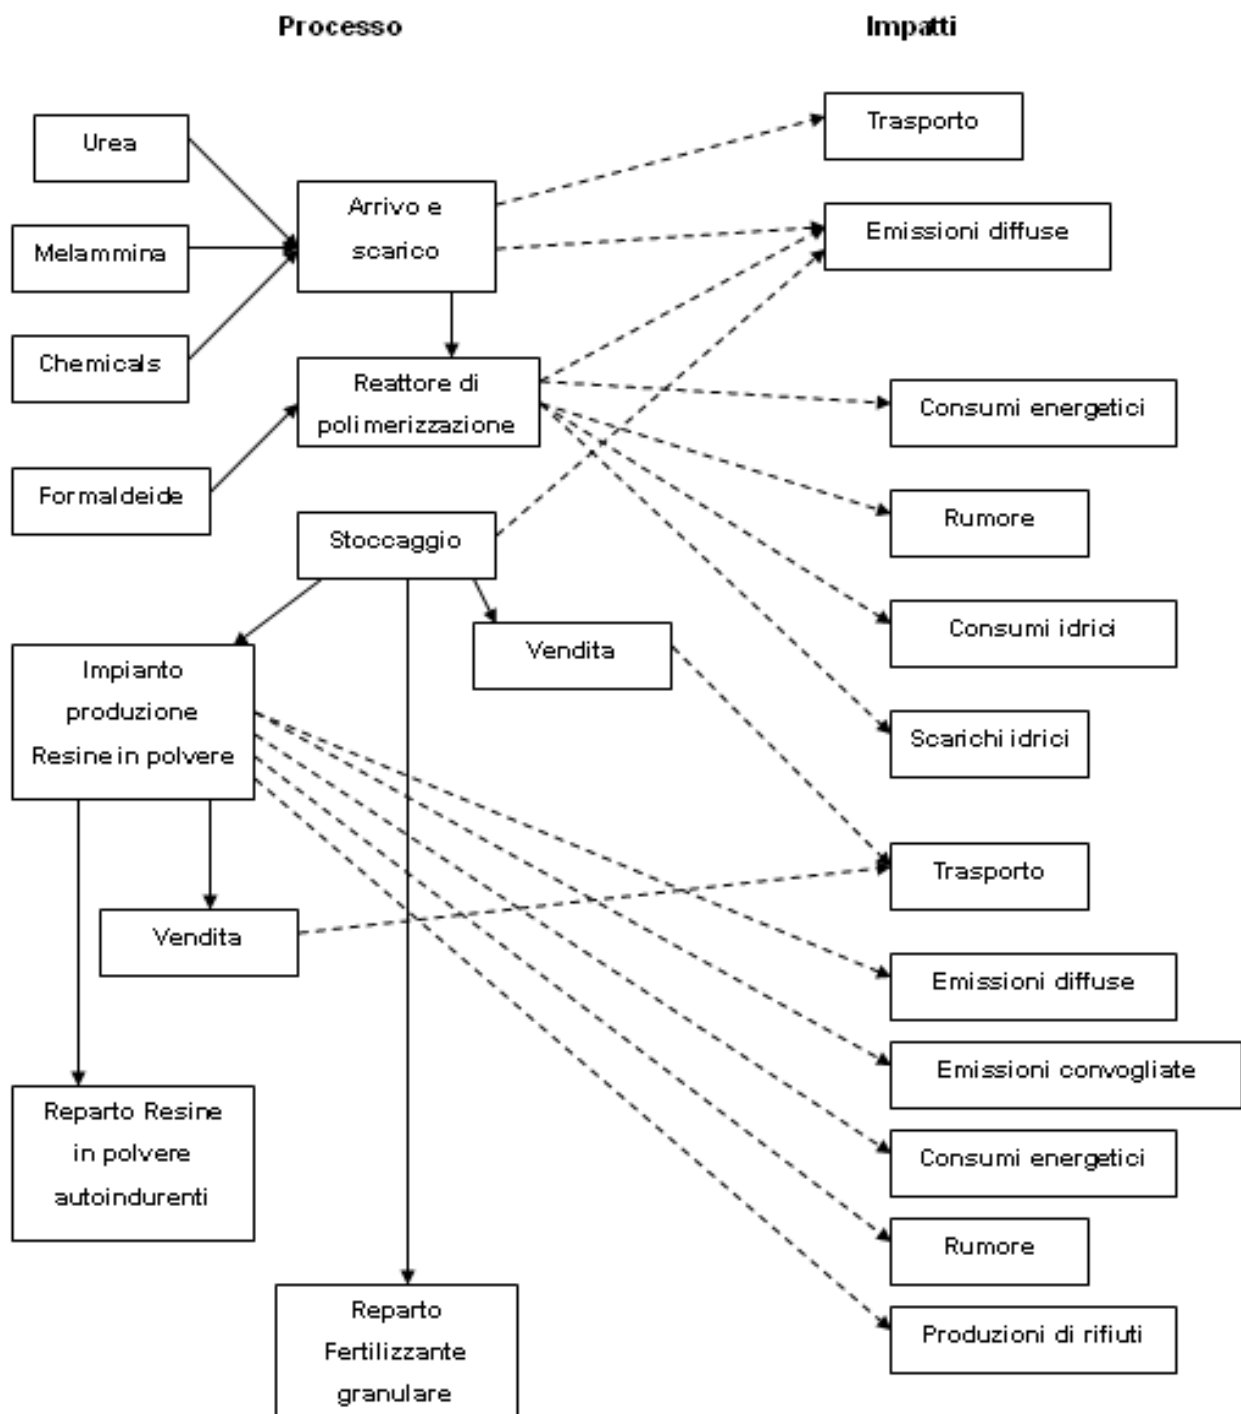 Processo
Impatti
Urea
Melammina
Chemicals
Formaldeide
Arrivo e
scarico
Reattore di
polimerizzazione
Stoccaggio
Vendita
Impianto
produzione
Resine in polvere
Vendita
Reparto Resine
in polvere
autoindurenti
Reparto
Fertilizzante
granulare
Trasporto
Emissioni diffuse
Consumi energetici
Rumore
Consumi idrici
Scarichi idrici
Trasporto
Emissioni diffuse
Emissioni convogliate
Consumi energetici
Rumore
Produzioni di rifiuti